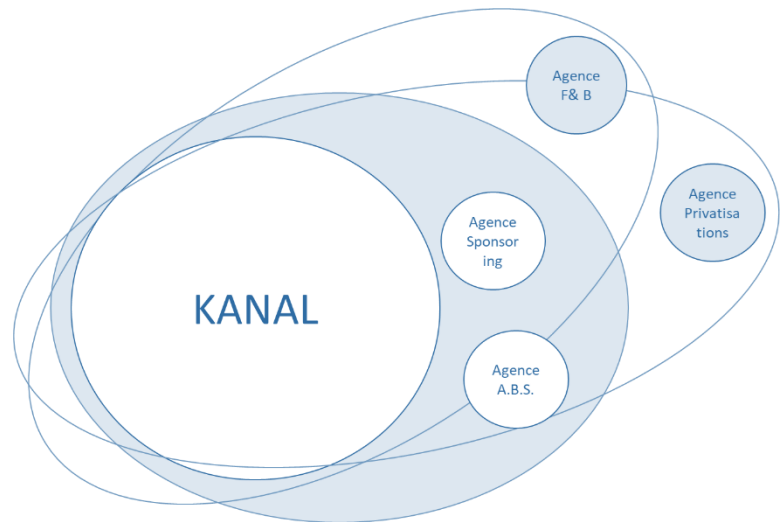 Agence
F& B
Agence
Privatisa
tions
Agence
Sponsor
ing
KANAL
Agence
A.B.S.